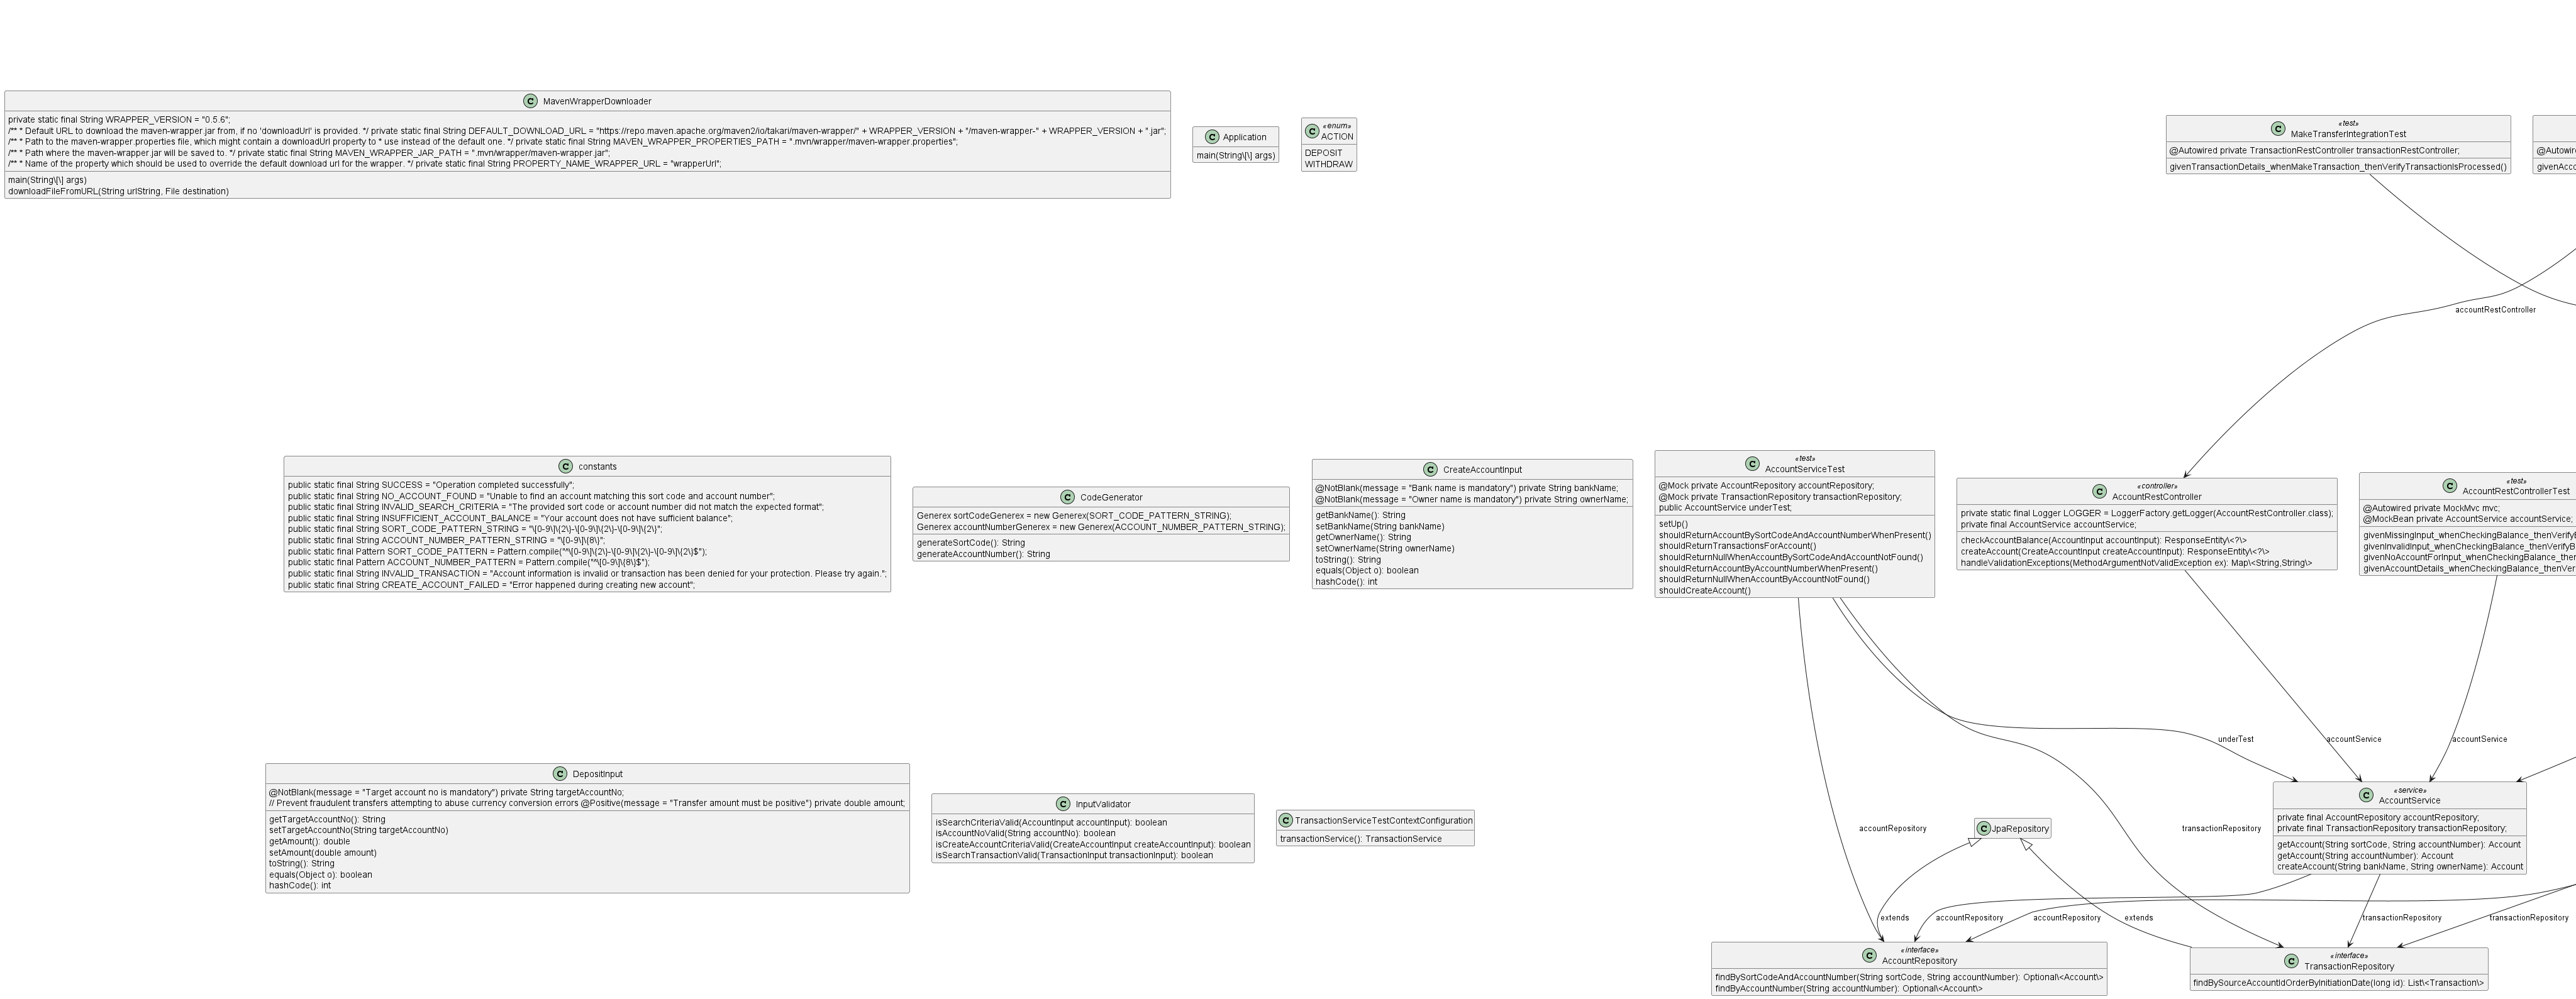 MavenWrapperDownloader
private static final String WRAPPER_VERSION = "0.5.6";
/** * Default URL to download the maven-wrapper.jar from, if no 'downloadUrl' is provided. */ private static final String DEFAULT_DOWNLOAD_URL = "https://repo.maven.apache.org/maven2/io/takari/maven-wrapper/" + WRAPPER_VERSION + "/maven-wrapper-" + WRAPPER_VERSION + ".jar";
/** * Path to the maven-wrapper.properties file, which might contain a downloadUrl property to * use instead of the default one. */ private static final String MAVEN_WRAPPER_PROPERTIES_PATH = ".mvn/wrapper/maven-wrapper.properties";
/** * Path where the maven-wrapper.jar will be saved to. */ private static final String MAVEN_WRAPPER_JAR_PATH = ".mvn/wrapper/maven-wrapper.jar";
/** * Name of the property which should be used to override the default download url for the wrapper. */ private static final String PROPERTY_NAME_WRAPPER_URL = "wrapperUrl";
main(String\[\] args)
downloadFileFromURL(String urlString, File destination)
Application
main(String\[\] args)
«enum»
ACTION
DEPOSIT
WITHDRAW
«test»
MakeTransferIntegrationTest
@Autowired private TransactionRestController transactionRestController;
givenTransactionDetails_whenMakeTransaction_thenVerifyTransactionIsProcessed()
accountRestController
constants
public static final String SUCCESS = "Operation completed successfully";
public static final String NO_ACCOUNT_FOUND = "Unable to find an account matching this sort code and account number";
public static final String INVALID_SEARCH_CRITERIA = "The provided sort code or account number did not match the expected format";
public static final String INSUFFICIENT_ACCOUNT_BALANCE = "Your account does not have sufficient balance";
public static final String SORT_CODE_PATTERN_STRING = "\[0-9\]\{2\}-\[0-9\]\{2\}-\[0-9\]\{2\}";
public static final String ACCOUNT_NUMBER_PATTERN_STRING = "\[0-9\]\{8\}";
public static final Pattern SORT_CODE_PATTERN = Pattern.compile("^\[0-9\]\{2\}-\[0-9\]\{2\}-\[0-9\]\{2\}$");
public static final Pattern ACCOUNT_NUMBER_PATTERN = Pattern.compile("^\[0-9\]\{8\}$");
public static final String INVALID_TRANSACTION = "Account information is invalid or transaction has been denied for your protection. Please try again.";
public static final String CREATE_ACCOUNT_FAILED = "Error happened during creating new account";
CodeGenerator
Generex sortCodeGenerex = new Generex(SORT_CODE_PATTERN_STRING);
Generex accountNumberGenerex = new Generex(ACCOUNT_NUMBER_PATTERN_STRING);
generateSortCode(): String
generateAccountNumber(): String
CreateAccountInput
@NotBlank(message = "Bank name is mandatory") private String bankName;
@NotBlank(message = "Owner name is mandatory") private String ownerName;
getBankName(): String
setBankName(String bankName)
getOwnerName(): String
setOwnerName(String ownerName)
toString(): String
equals(Object o): boolean
hashCode(): int
«test»
AccountServiceTest
@Mock private AccountRepository accountRepository;
@Mock private TransactionRepository transactionRepository;
public AccountService underTest;
setUp()
shouldReturnAccountBySortCodeAndAccountNumberWhenPresent()
shouldReturnTransactionsForAccount()
shouldReturnNullWhenAccountBySortCodeAndAccountNotFound()
shouldReturnAccountByAccountNumberWhenPresent()
shouldReturnNullWhenAccountByAccountNotFound()
shouldCreateAccount()
«controller»
AccountRestController
private static final Logger LOGGER = LoggerFactory.getLogger(AccountRestController.class);
private final AccountService accountService;
checkAccountBalance(AccountInput accountInput): ResponseEntity\<?\>
createAccount(CreateAccountInput createAccountInput): ResponseEntity\<?\>
handleValidationExceptions(MethodArgumentNotValidException ex): Map\<String,String\>
«test»
AccountRestControllerTest
@Autowired private MockMvc mvc;
@MockBean private AccountService accountService;
underTest
accountService
accountService
DepositInput
@NotBlank(message = "Target account no is mandatory") private String targetAccountNo;
// Prevent fraudulent transfers attempting to abuse currency conversion errors @Positive(message = "Transfer amount must be positive") private double amount;
getTargetAccountNo(): String
setTargetAccountNo(String targetAccountNo)
getAmount(): double
setAmount(double amount)
toString(): String
equals(Object o): boolean
hashCode(): int
InputValidator
isSearchCriteriaValid(AccountInput accountInput): boolean
isAccountNoValid(String accountNo): boolean
isCreateAccountCriteriaValid(CreateAccountInput createAccountInput): boolean
isSearchTransactionValid(TransactionInput transactionInput): boolean
TransactionServiceTestContextConfiguration
transactionService(): TransactionService
accountRepository
JpaRepository
transactionRepository
«service»
AccountService
private final AccountRepository accountRepository;
private final TransactionRepository transactionRepository;
getAccount(String sortCode, String accountNumber): Account
getAccount(String accountNumber): Account
createAccount(String bankName, String ownerName): Account
extends
accountRepository
accountRepository
extends
transactionRepository
transactionRepository
«interface»
AccountRepository
findBySortCodeAndAccountNumber(String sortCode, String accountNumber): Optional\<Account\>
findByAccountNumber(String accountNumber): Optional\<Account\>
«interface»
TransactionRepository
findBySourceAccountIdOrderByInitiationDate(long id): List\<Transaction\>